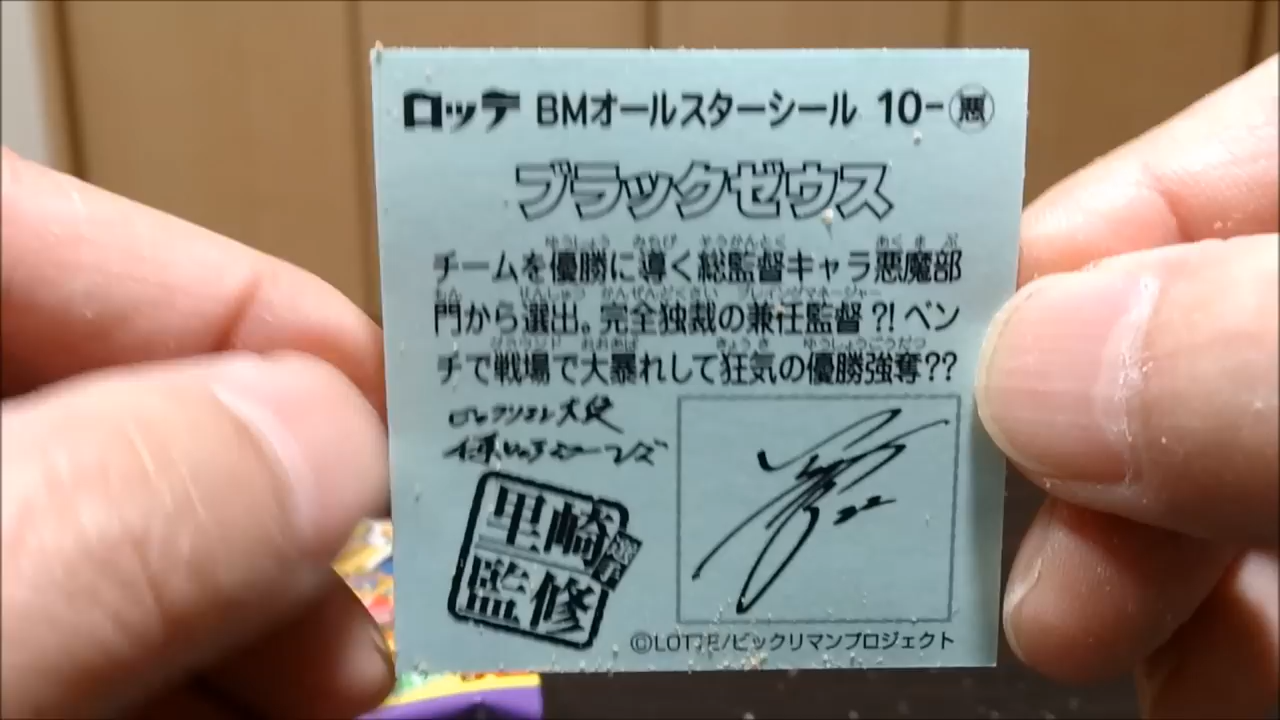 ロッテ BMオールスターシール 10-悪
ブラックゼウス
チームを優勝に導く総監督キャラ悪魔部
門から選出。完全独裁の兼任監督?!ベン
チで戦場で大暴れして狂気の優勝強奪??
里崎選手
監修
22
©LOTTE/ビックリマンプロジェクト